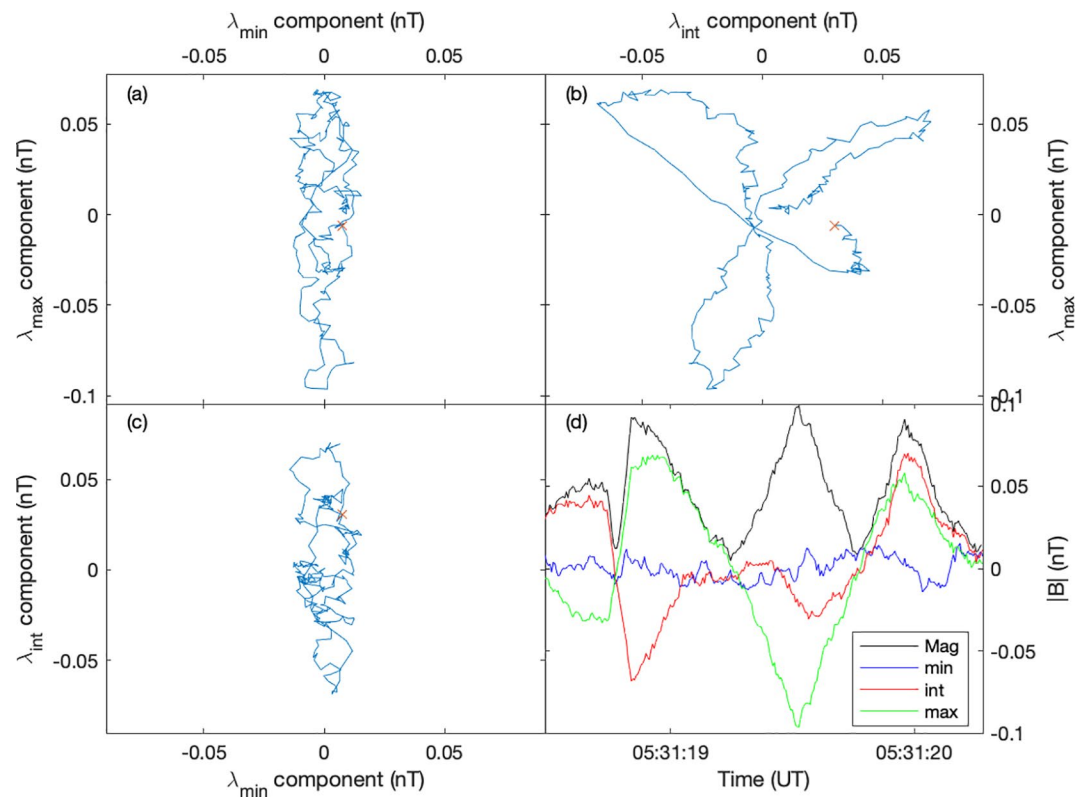 λmin component (nT)
λint component (nT)
-0.05 0 0.05
-0.05 0 0.05
(a)
(b)
0.05
0
-0.05
-0.1
λmax component (nT)
0.05
0
-0.05
-0.1
λmax component (nT)
(c)
(d)
0.05
0
-0.05
λint component (nT)
0.1
0.05
0
-0.05
-0.1
|B| (nT)
Mag
min
int
max
-0.05 0 0.05
05:31:19 05:31:20
λmin component (nT)
Time (UT)